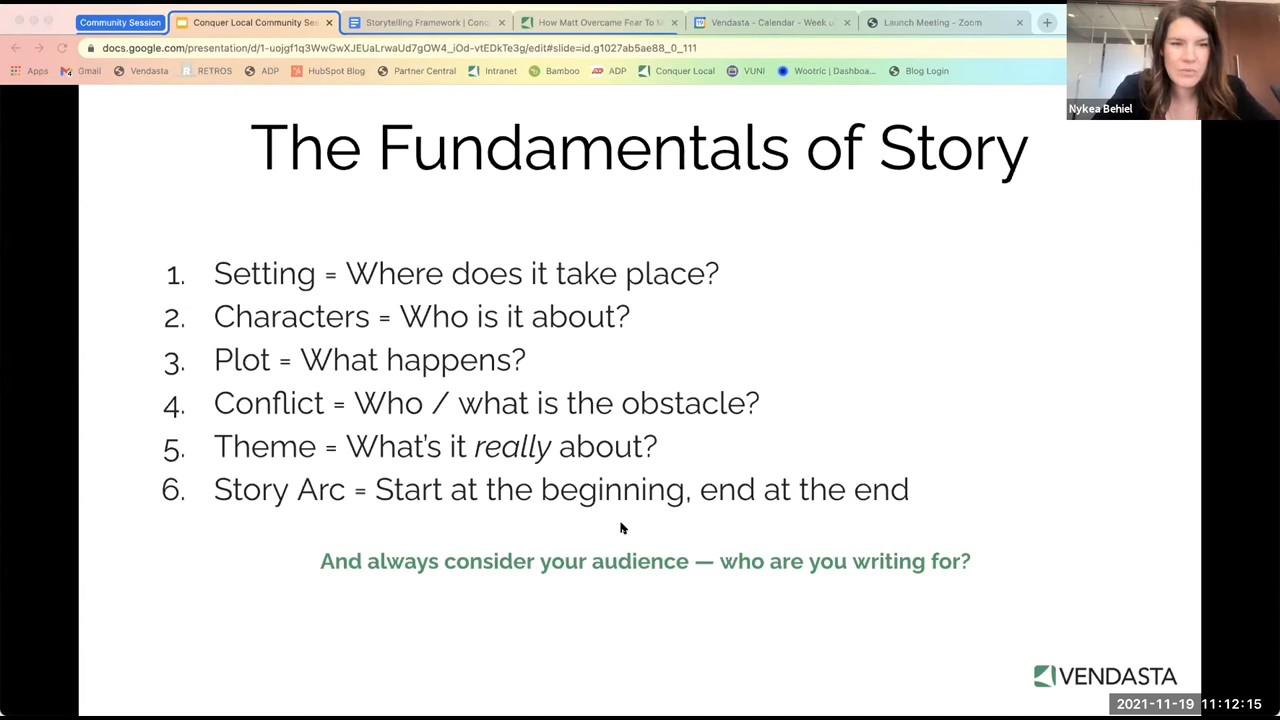 Community Session
Conquer Local Community Ses
Storytelling Framework | Conq
How Matt Overcame Fear To M
Vendasta - Calendar - Week o
Launch Meeting - Zoom
docs.google.com/presentation/d/1-uojgf1q3WwGwXJEUaLrwaUd7gOW4_iOd-vtEDkTe3g/edit#slide=id.g1027ab5ae88_0_111
Apps Gmail Vendasta RETROS ADP HubSpot Blog Partner Central Intranet Bamboo ADP Conquer Local VUNI Wootric | Dashboa... Blog Login
Nykea Behiel
The Fundamentals of Story
1. Setting = Where does it take place?
2. Characters = Who is it about?
3. Plot = What happens?
4. Conflict = Who / what is the obstacle?
5. Theme = What's it really about?
6. Story Arc = Start at the beginning, end at the end
And always consider your audience — who are you writing for?
VENDASTA
2021-11-19 11:12:15